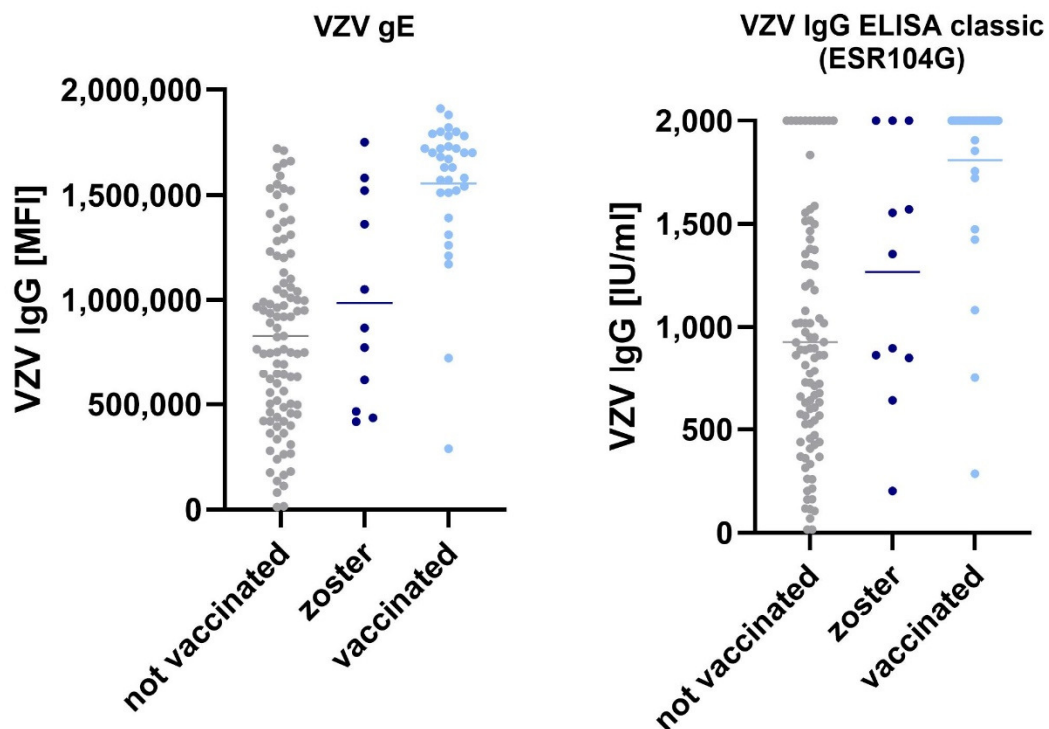 VZV gE
VZV IgG [MFI]
2,000,000
1,500,000
1,000,000
500,000
0
not vaccinated
zoster
vaccinated
VZV IgG ELISA classic
(ESR104G)
VZV IgG [IU/ml]
2,000
1,500
1,000
500
0
not vaccinated
zoster
vaccinated